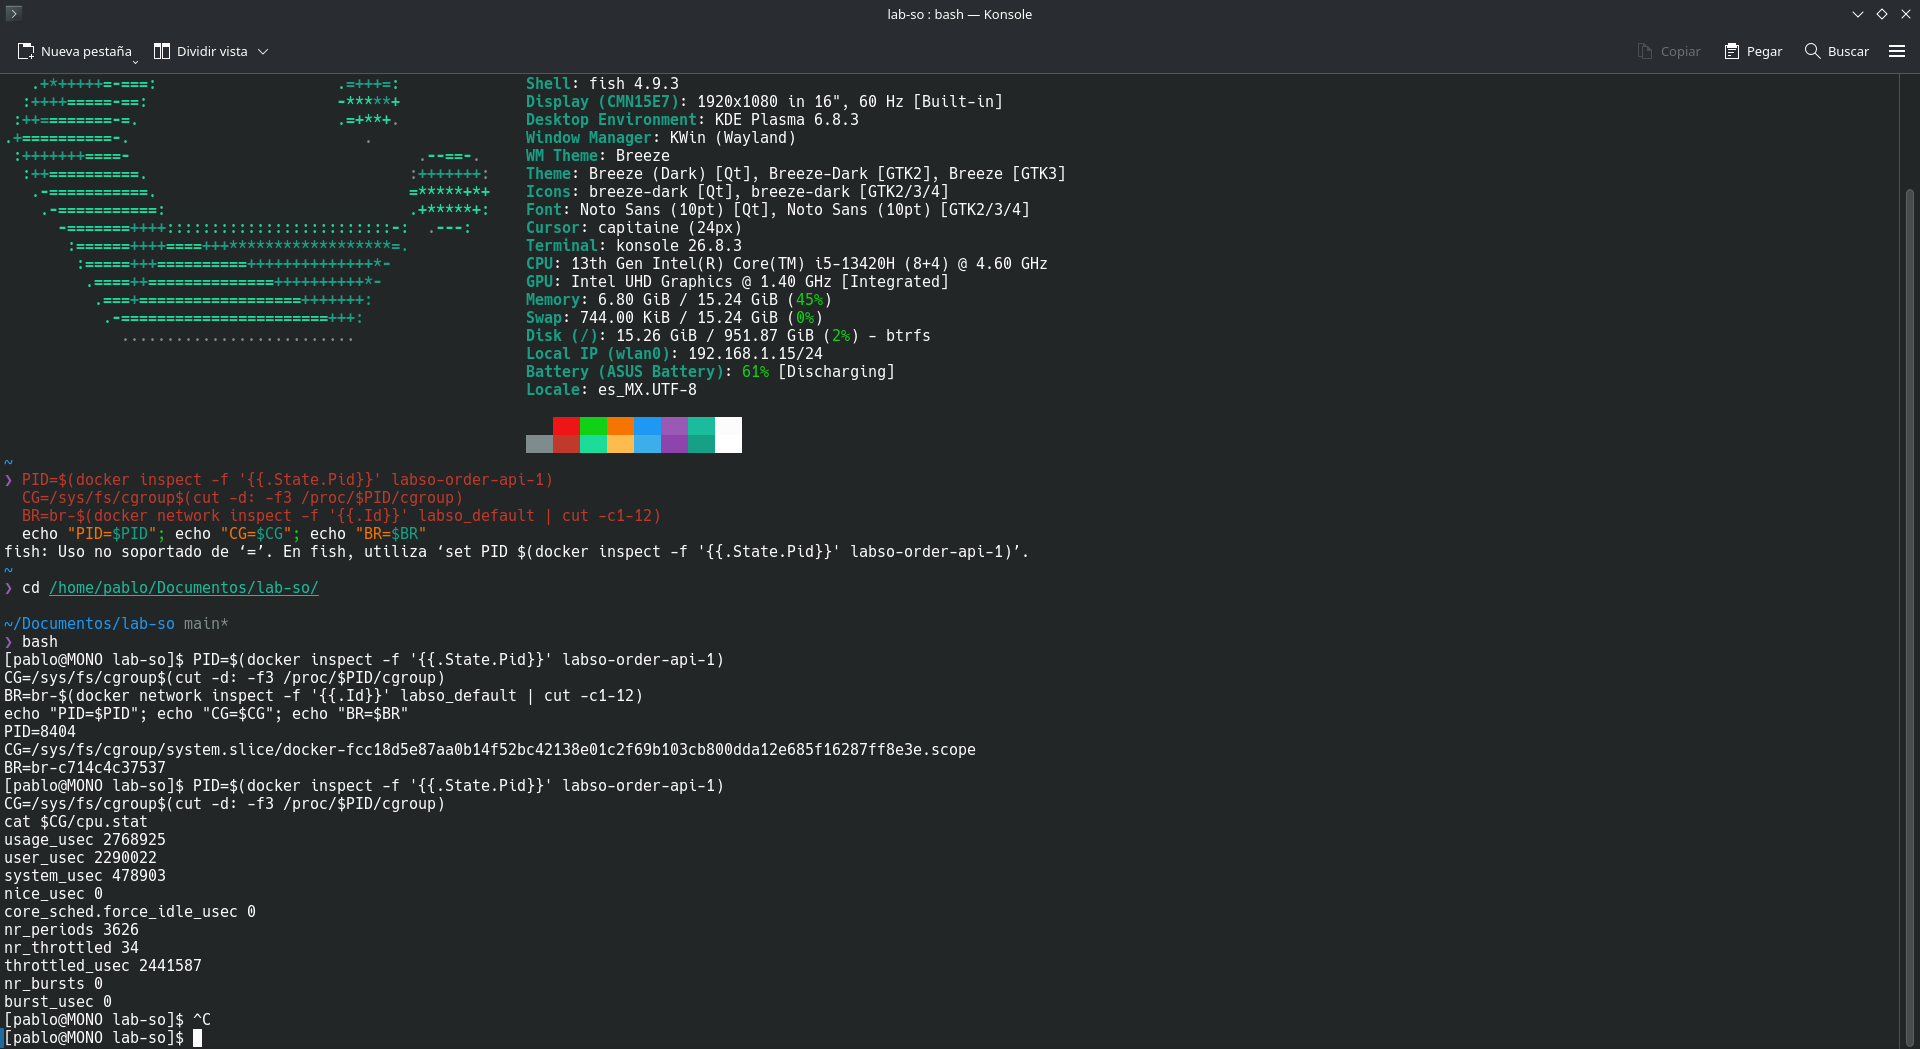 lab-so : bash — Konsole
Nueva pestaña
Dividir vista
Copiar
Pegar
Buscar
Shell: fish 4.9.3
Display (CMN15E7): 1920x1080 in 16", 60 Hz [Built-in]
Desktop Environment: KDE Plasma 6.8.3
Window Manager: KWin (Wayland)
WM Theme: Breeze
Theme: Breeze (Dark) [Qt], Breeze-Dark [GTK2], Breeze [GTK3]
Icons: breeze-dark [Qt], breeze-dark [GTK2/3/4]
Font: Noto Sans (10pt) [Qt], Noto Sans (10pt) [GTK2/3/4]
Cursor: capitaine (24px)
Terminal: konsole 26.8.3
CPU: 13th Gen Intel(R) Core(TM) i5-13420H (8+4) @ 4.60 GHz
GPU: Intel UHD Graphics @ 1.40 GHz [Integrated]
Memory: 6.80 GiB / 15.24 GiB (45%)
Swap: 744.00 KiB / 15.24 GiB (0%)
Disk (/): 15.26 GiB / 951.87 GiB (2%) - btrfs
Local IP (wlan0): 192.168.1.15/24
Battery (ASUS Battery): 61% [Discharging]
Locale: es_MX.UTF-8
~
❯ PID=$(docker inspect -f '{{.State.Pid}}' labso-order-api-1)
CG=/sys/fs/cgroup$(cut -d: -f3 /proc/$PID/cgroup)
BR=br-$(docker network inspect -f '{{.Id}}' labso_default | cut -c1-12)
echo "PID=$PID"; echo "CG=$CG"; echo "BR=$BR"
fish: Uso no soportado de ‘=’. En fish, utiliza ‘set PID $(docker inspect -f '{{.State.Pid}}' labso-order-api-1)’.
~
❯ cd /home/pablo/Documentos/lab-so/
~/Documentos/lab-so main*
❯ bash
[pablo@MONO lab-so]$ PID=$(docker inspect -f '{{.State.Pid}}' labso-order-api-1)
CG=/sys/fs/cgroup$(cut -d: -f3 /proc/$PID/cgroup)
BR=br-$(docker network inspect -f '{{.Id}}' labso_default | cut -c1-12)
echo "PID=$PID"; echo "CG=$CG"; echo "BR=$BR"
PID=8404
CG=/sys/fs/cgroup/system.slice/docker-fcc18d5e87aa0b14f52bc42138e01c2f69b103cb800dda12e685f16287ff8e3e.scope
BR=br-c714c4c37537
[pablo@MONO lab-so]$ PID=$(docker inspect -f '{{.State.Pid}}' labso-order-api-1)
CG=/sys/fs/cgroup$(cut -d: -f3 /proc/$PID/cgroup)
cat $CG/cpu.stat
usage_usec 2768925
user_usec 2290022
system_usec 478903
nice_usec 0
core_sched.force_idle_usec 0
nr_periods 3626
nr_throttled 34
throttled_usec 2441587
nr_bursts 0
burst_usec 0
[pablo@MONO lab-so]$ ^C
[pablo@MONO lab-so]$